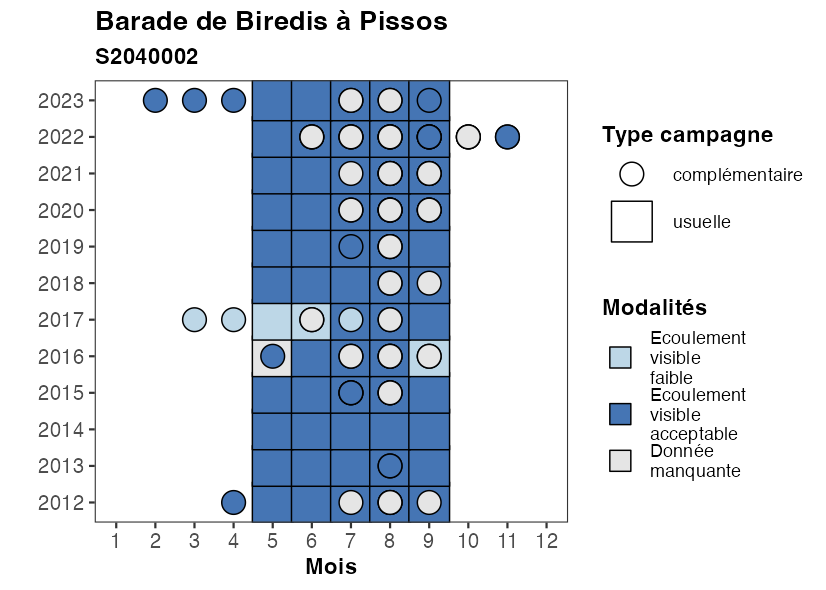 Barade de Biredis à Pissos
S2040002
2023
2022
2021
2020
2019
2018
2017
2016
2015
2014
2013
2012
1 2 3 4 5 6 7 8 9 10 11 12
Mois
Type campagne
complémentaire
usuelle
Modalités
Ecoulement
visible
faible
Ecoulement
visible
acceptable
Donnée
manquante